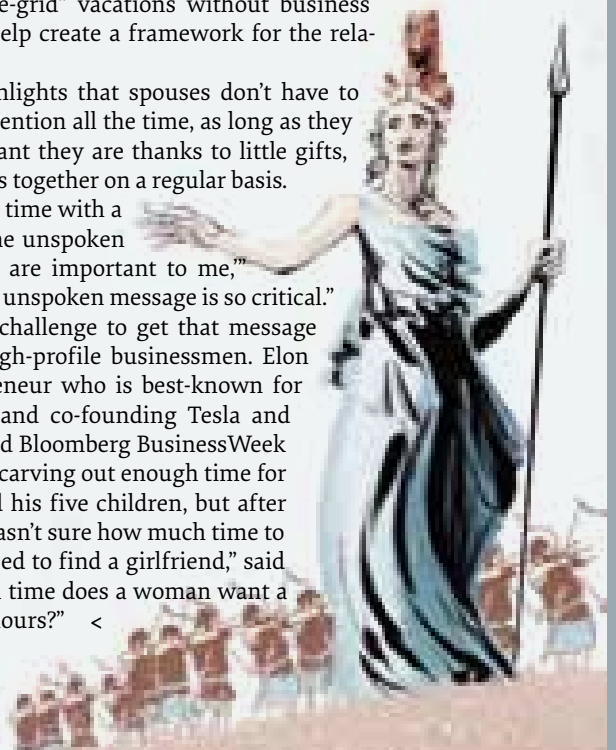 e-grid” vacations without business
elp create a framework for the rela-
hlights that spouses don’t have to
ention all the time, as long as they
ant they are thanks to little gifts,
s together on a regular basis.
time with a
ne unspoken
are important to me,’”
unspoken message is so critical.”
challenge to get that message
gh-profile businessmen. Elon
eneur who is best-known for
and co-founding Tesla and
d Bloomberg BusinessWeek
carving out enough time for
d his five children, but after
asn’t sure how much time to
ed to find a girlfriend,” said
time does a woman want a
ours?” <